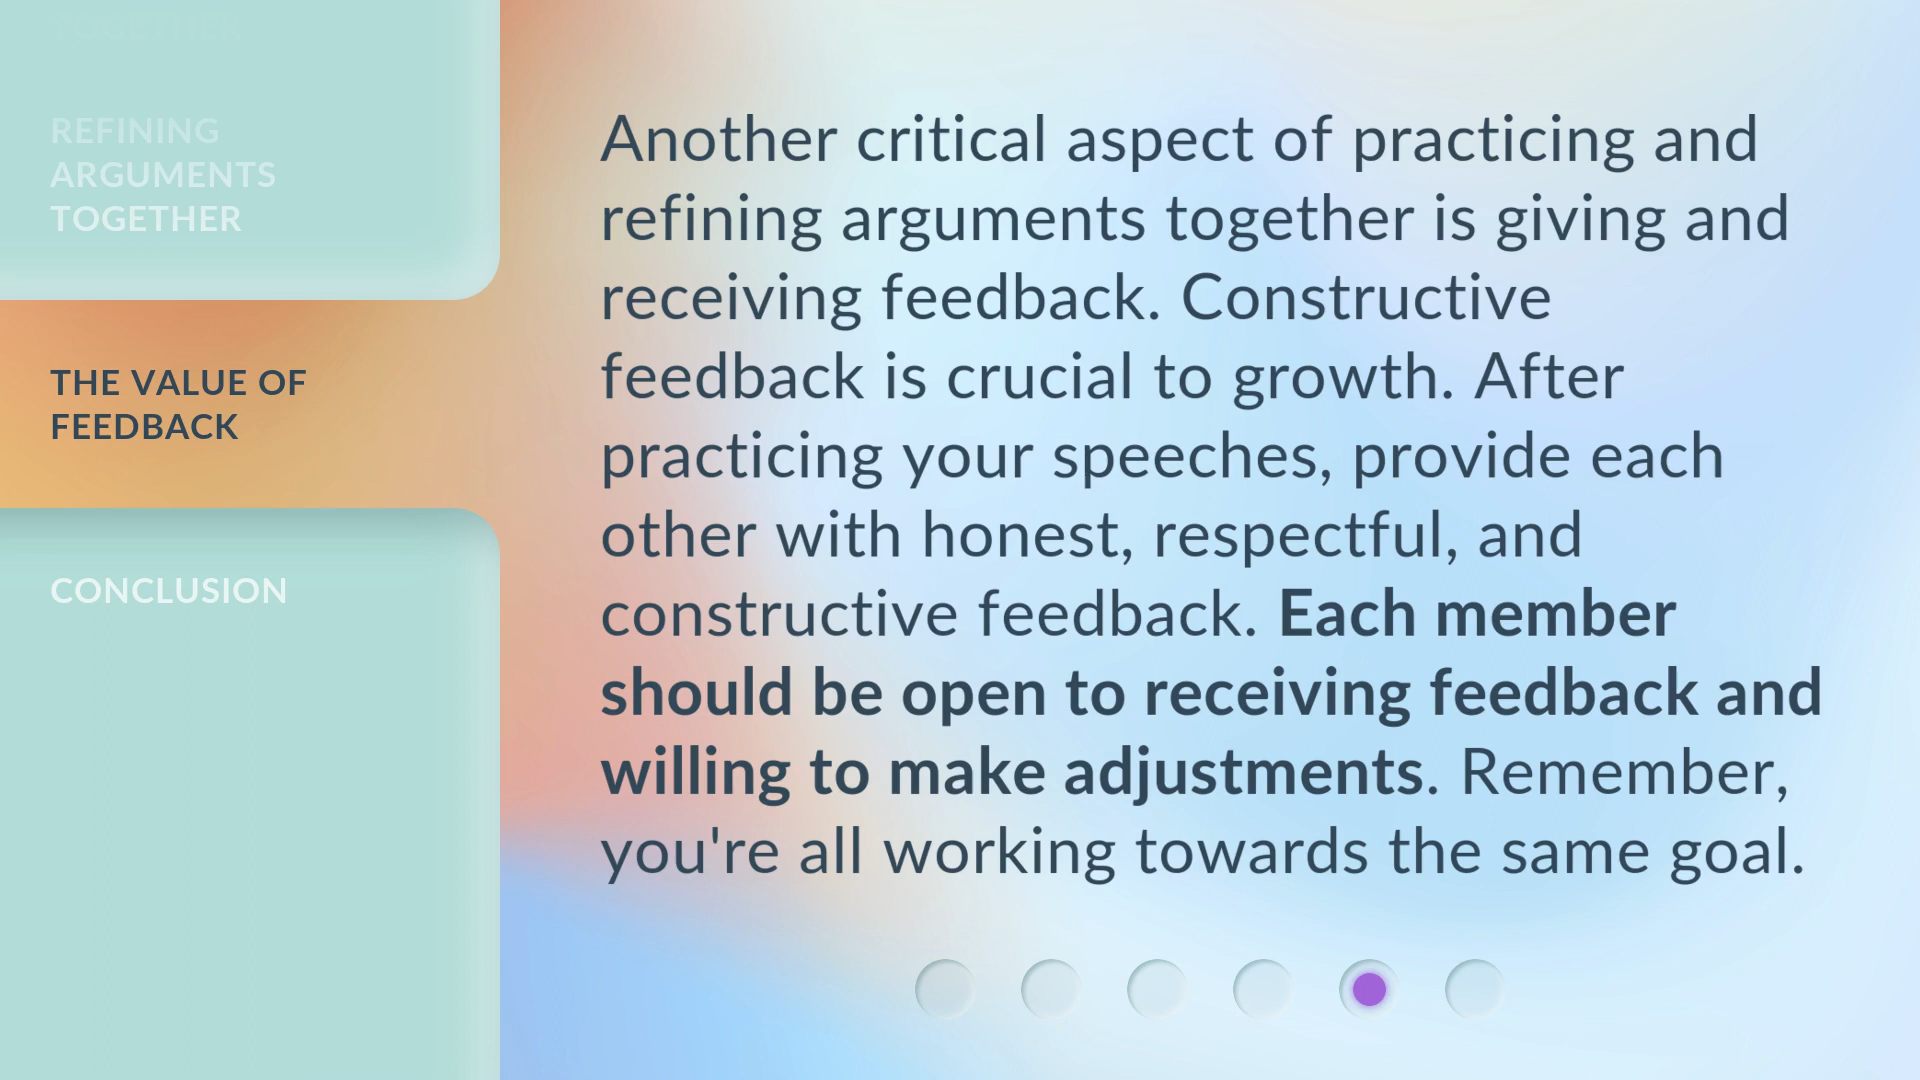 TOGETHER
REFINING
ARGUMENTS
TOGETHER
THE VALUE OF
FEEDBACK
CONCLUSION
Another critical aspect of practicing and
refining arguments together is giving and
receiving feedback. Constructive
feedback is crucial to growth. After
practicing your speeches, provide each
other with honest, respectful, and
constructive feedback. Each member
should be open to receiving feedback and
willing to make adjustments. Remember,
you're all working towards the same goal.